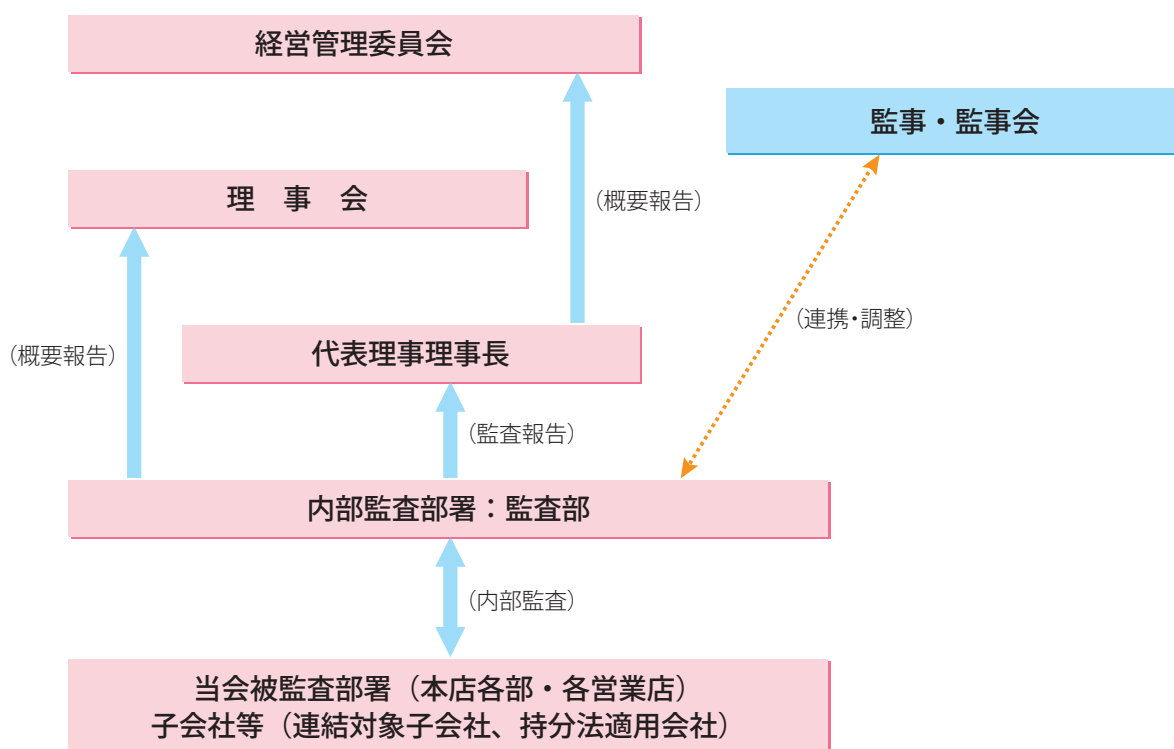 経営管理委員会
監事・監事会
理　事　会
（概要報告）
（連携・調整）
代表理事理事長
（概要報告）
（監査報告）
内部監査部署：監査部
（内部監査）
当会被監査部署（本店各部・各営業店）
子会社等（連結対象子会社、持分法適用会社）